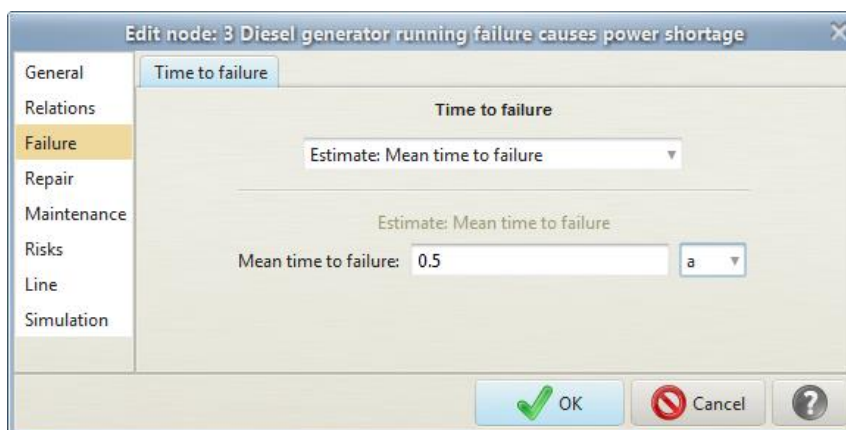 Edit node: 3 Diesel generator running failure causes power shortage
General
Relations
Failure
Repair
Maintenance
Risks
Line
Simulation
Time to failure
Time to failure
Estimate: Mean time to failure
Estimate: Mean time to failure
Mean time to failure: 0.5 a
OK
Cancel
?